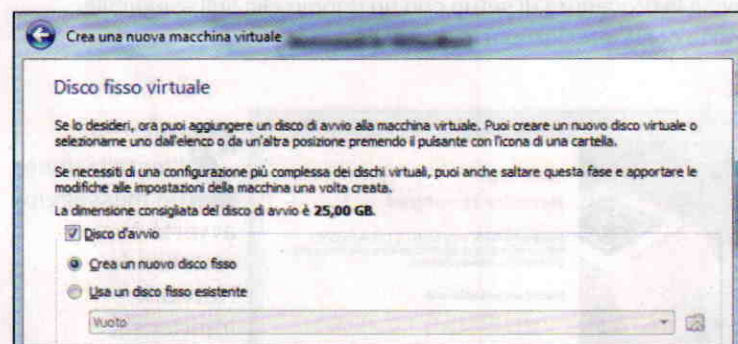 Crea una nuova macchina virtuale
Disco fisso virtuale
Se lo desideri, ora puoi aggiungere un disco di avvio alla macchina virtuale. Puoi creare un nuovo disco virtuale o
selezionarne uno dall'elenco o da un'altra posizione premendo il pulsante con l'icona di una cartella.
Se necessiti di una configurazione più complessa dei dischi virtuali, puoi anche saltare questa fase e apportare le
modifiche alle impostazioni della macchina una volta creata.
La dimensione consigliata del disco di avvio è 25,00 GB.
Disco d'avvio
Crea un nuovo disco fisso
Usa un disco fisso esistente
Vuoto